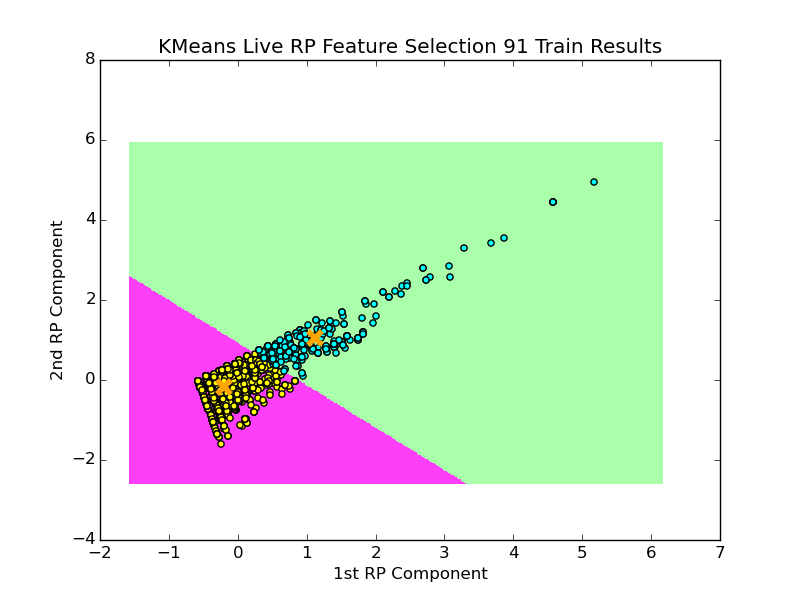 KMeans Live RP Feature Selection 91 Train Results
8
6
4
2
0
−2
−4
2nd RP Component
−2 −1 0 1 2 3 4 5 6 7
1st RP Component